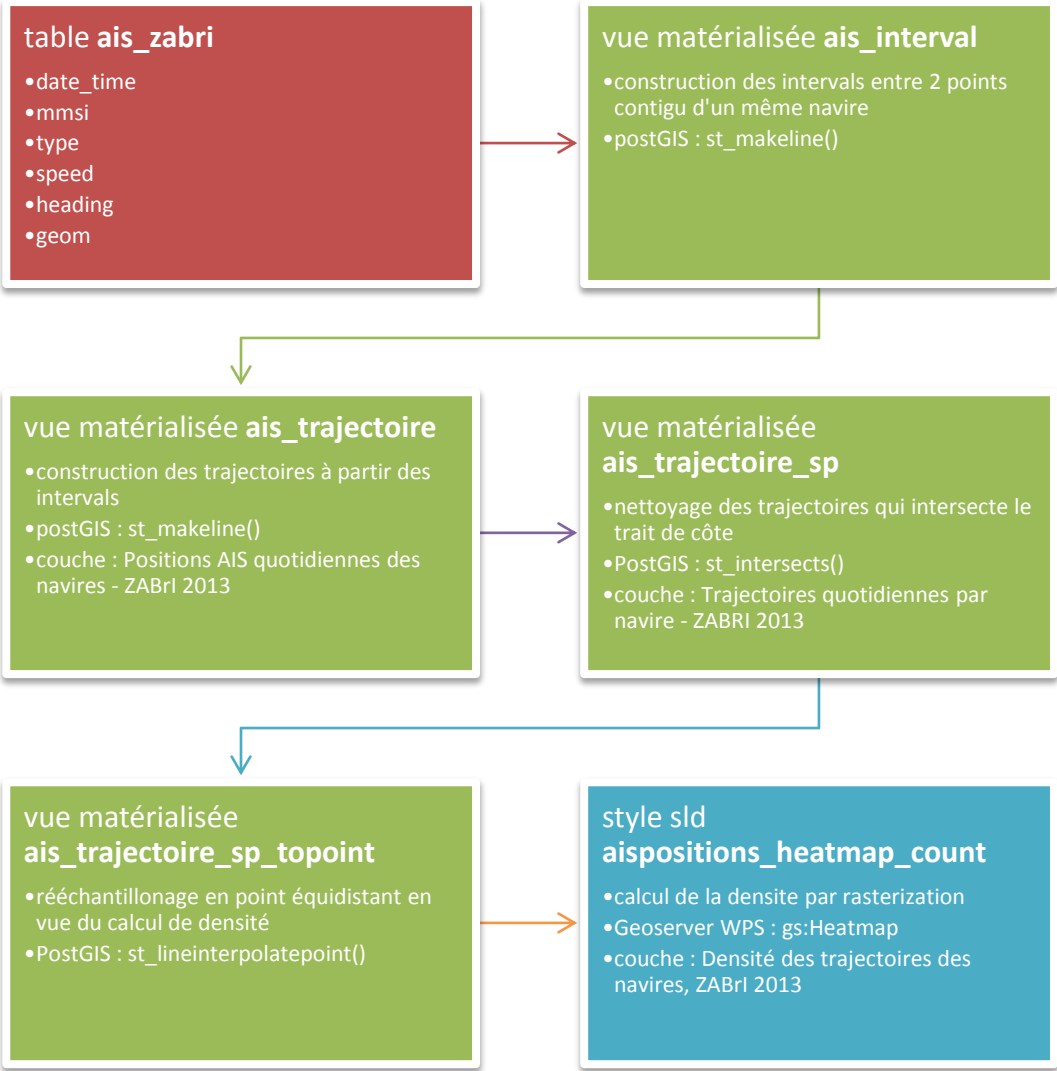 table ais_zabri
•date_time
•mmsi
•type
•speed
•heading
•geom
vue matérialisée ais_interval
•construction des intervals entre 2 points
contigu d'un même navire
•postGIS : st_makeline()
vue matérialisée ais_trajectoire
•construction des trajectoires à partir des
intervals
•postGIS : st_makeline()
•couche : Positions AIS quotidiennes des
navires - ZABrI 2013
vue matérialisée
ais_trajectoire_sp
•nettoyage des trajectoires qui intersecte le
trait de côte
•PostGIS : st_intersects()
•couche : Trajectoires quotidiennes par
navire - ZABRI 2013
vue matérialisée
ais_trajectoire_sp_topoint
•rééchantillonage en point équidistant en
vue du calcul de densité
•PostGIS : st_lineinterpolatepoint()
style sld
aispositions_heatmap_count
•calcul de la densite par rasterization
•Geoserver WPS : gs:Heatmap
•couche : Densité des trajectoires des
navires, ZABrI 2013